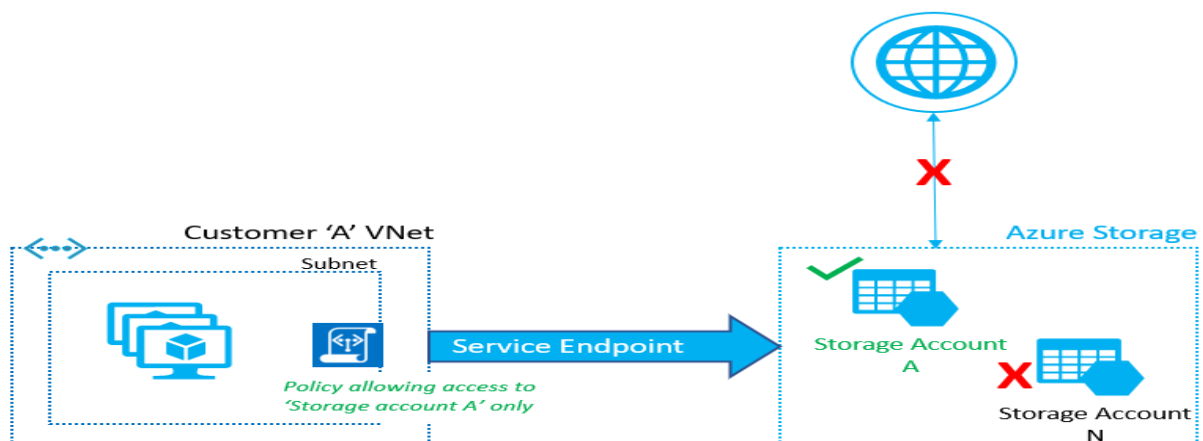 Customer ‘A’ VNet
Azure Storage
Subnet
Service Endpoint
Storage Account
A
Policy allowing access to
‘Storage account A’ only
Storage Account
N